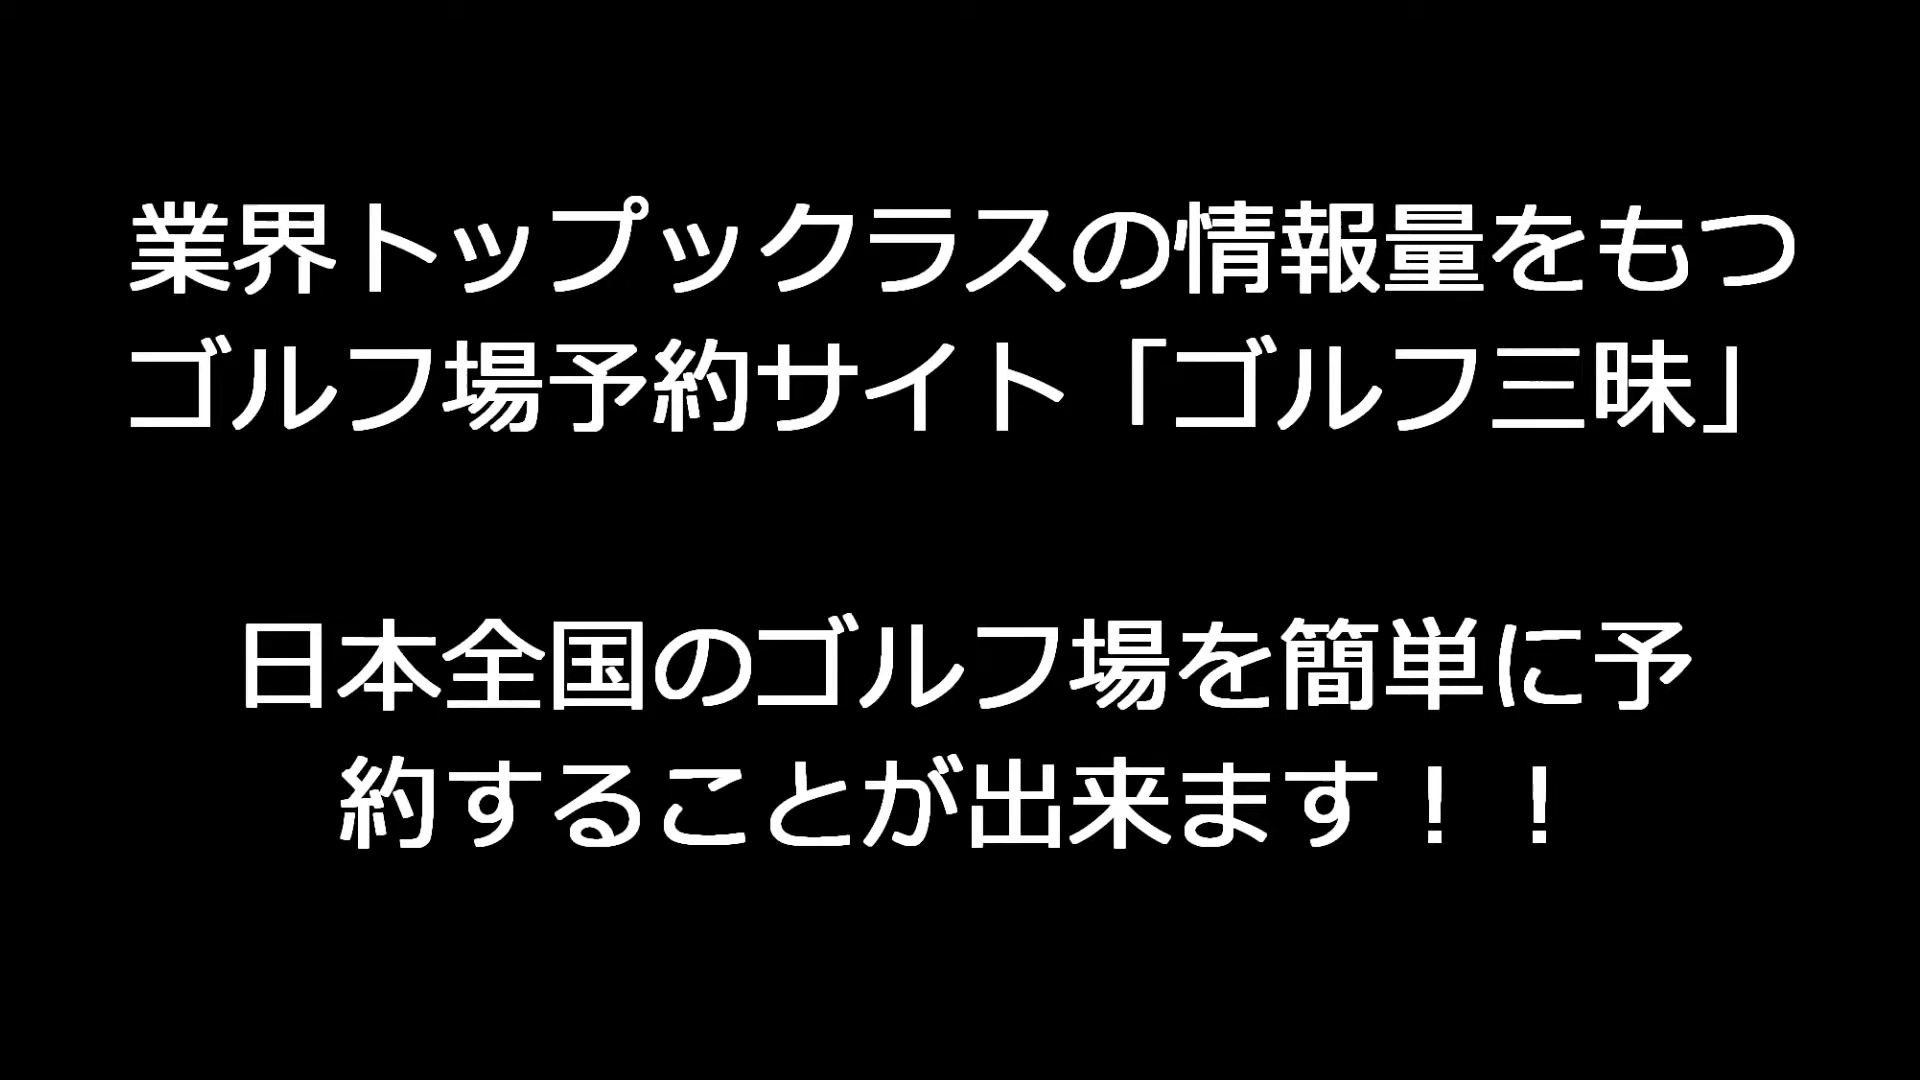 業界トップックラスの情報量をもつ
ゴルフ場予約サイト「ゴルフ三昧」
日本全国のゴルフ場を簡単に予
約することが出来ます！！